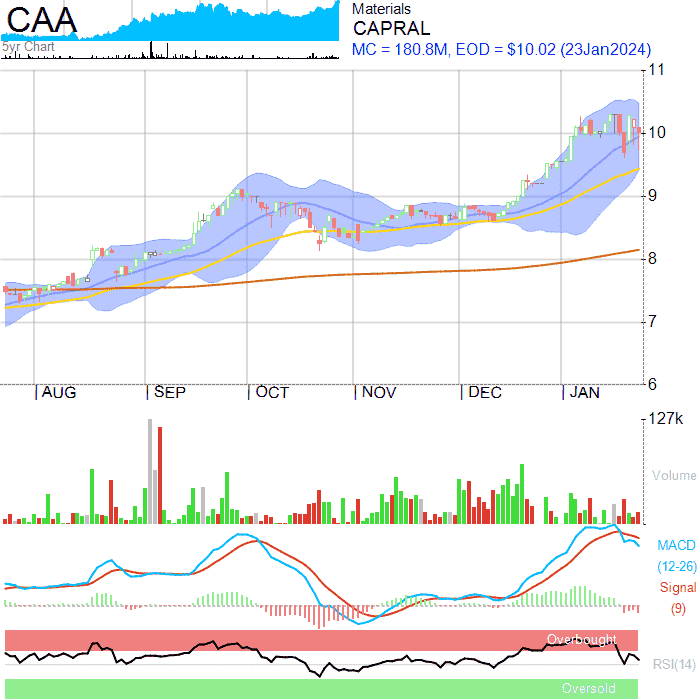 CAA
5yr Chart
Materials
CAPRAL
MC = 180.8M, EOD = $10.02 (23Jan2024)
11
10
9
8
7
6
AUG
SEP
OCT
NOV
DEC
JAN
127k
Volume
MACD
(12-26)
Signal
(9)
Overbought
RSI(14)
Oversold